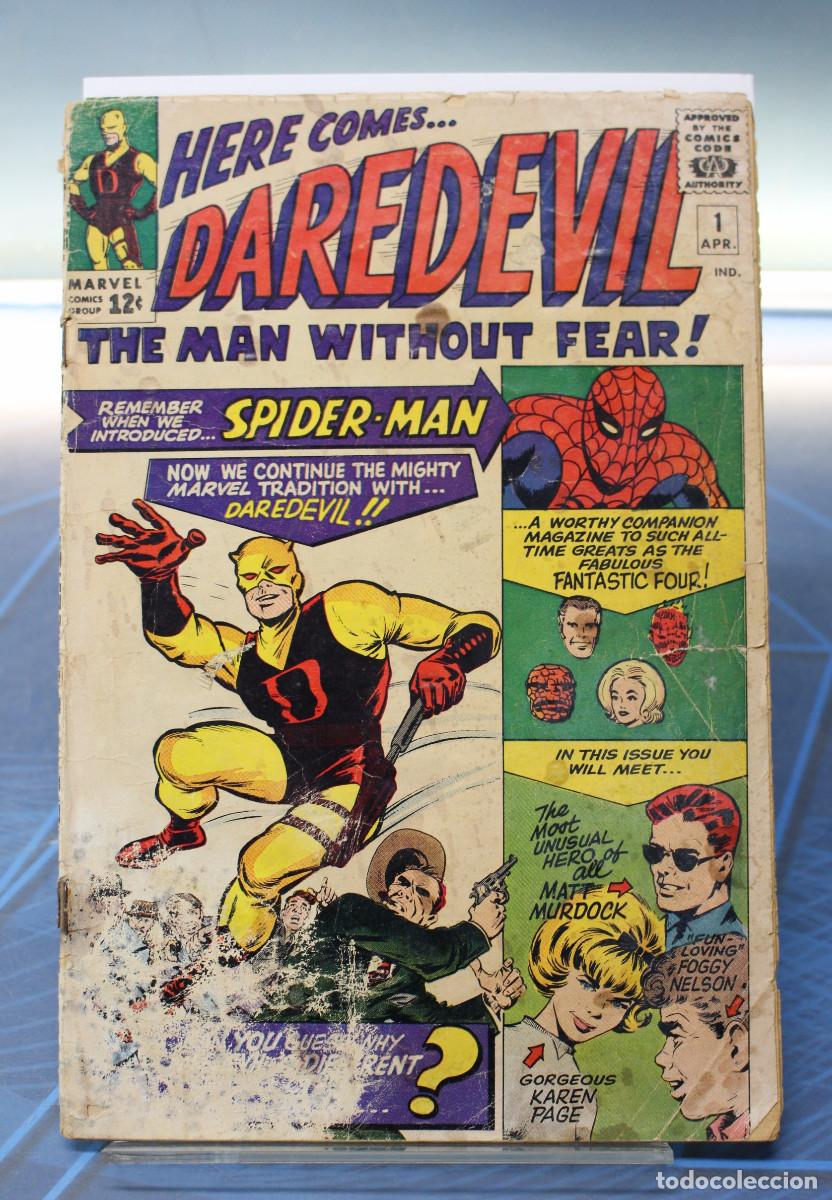 HERE COMES...
DAREDEVIL
APPROVED
BY THE
COMICS
CODE
CA
AUTHORITY
D
MARVEL
COMICS
GROUP 12¢
1
APR.
IND.
THE MAN WITHOUT FEAR!
REMEMBER
WHEN WE
INTRODUCED... SPIDER-MAN
NOW WE CONTINUE THE MIGHTY
MARVEL TRADITION WITH...
DAREDEVIL!!
...A WORTHY COMPANION
MAGAZINE TO SUCH ALL-
TIME GREATS AS THE
FABULOUS
FANTASTIC FOUR!
D
IN THIS ISSUE YOU
WILL MEET...
The
Most
UNUSUAL
HERO of
all
MATT
MURDOCK
"FUN-
LOVING"
FOGGY
NELSON
GORGEOUS
KAREN
PAGE
YOU GUESS WHY
DIFFERENT
...
?
todocoleccion